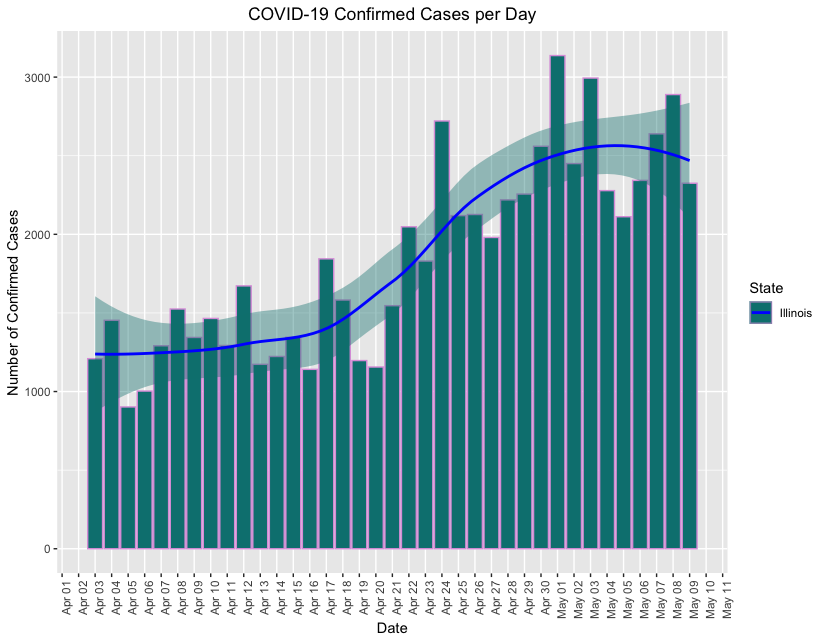 COVID-19 Confirmed Cases per Day
Number of Confirmed Cases
3000
2000
1000
0
Apr 01
Apr 02
Apr 03
Apr 04
Apr 05
Apr 06
Apr 07
Apr 08
Apr 09
Apr 10
Apr 11
Apr 12
Apr 13
Apr 14
Apr 15
Apr 16
Apr 17
Apr 18
Apr 19
Apr 20
Apr 21
Apr 22
Apr 23
Apr 24
Apr 25
Apr 26
Apr 27
Apr 28
Apr 29
Apr 30
May 01
May 02
May 03
May 04
May 05
May 06
May 07
May 08
May 09
May 10
May 11
Date
State
Illinois